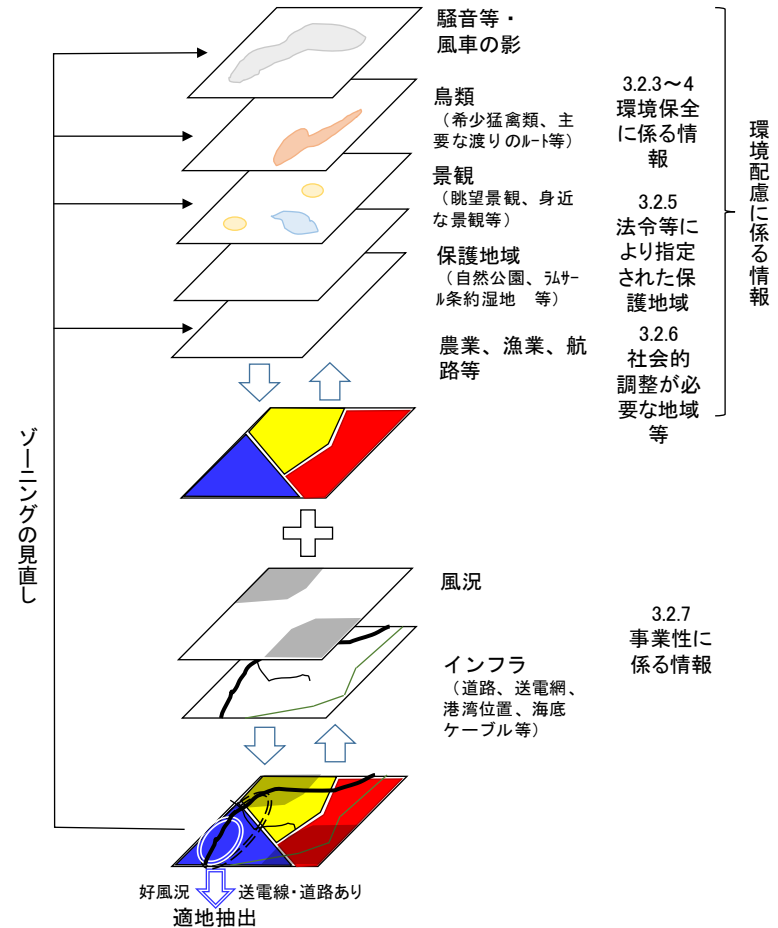 騒音等・
風車の影
鳥類
（希少猛禽類、主
要な渡りのﾙｰﾄ等）
景観
（眺望景観、身近
な景観等）
保護地域
（自然公園、ﾗﾑｻｰ
ﾙ条約湿地　等）
農業、漁業、航
路等
3.2.3～4
環境保全
に係る情
報
3.2.5
法令等に
より指定
された保
護地域
3.2.6
社会的
調整が必
要な地域
等
環境配慮に係る情報
ゾーニングの見直し
風況
インフラ
（道路、送電網、
港湾位置、海底
ケーブル等）
3.2.7
事業性に
係る情報
好風況
送電線・道路あり
適地抽出